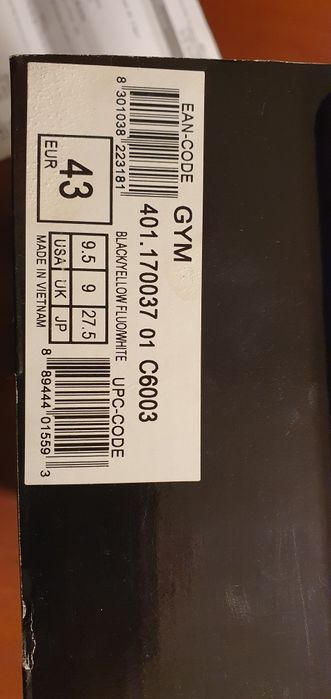 EAN-CODE
8 301038 223181
GYM
401.170037 01 C6003
BLACK/YELLOW FLUO/WHITE
43
EUR
9.5 9 27.5
USA UK JP
MADE IN VIETNAM
UPC-CODE
8 89444 01559 3